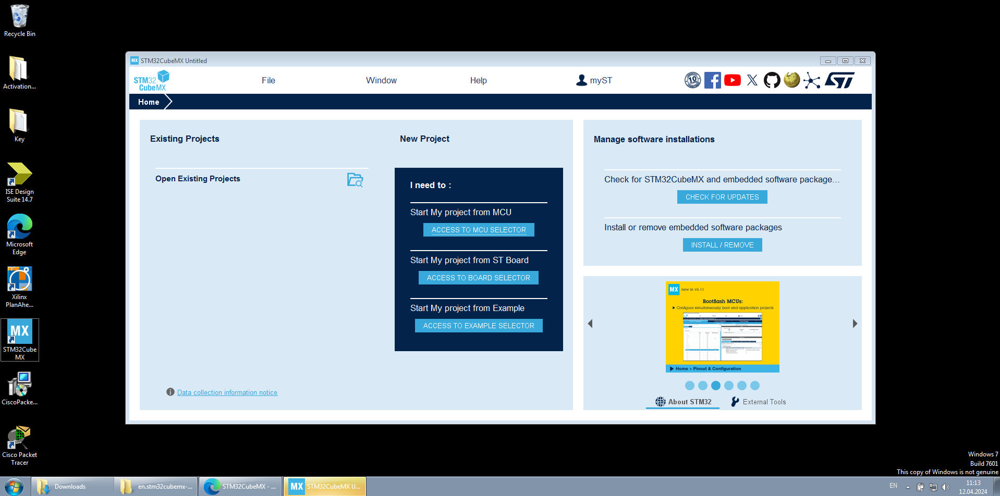 Recycle Bin
Activation...
Key
ISE Design
Suite 14.7
Microsoft
Edge
Xilinx
PlanAhe...
MX
STM32Cube
MX
CiscoPacke...
Cisco Packet
Tracer
MX STM32CubeMX Untitled
STM32
CubeMX
File
Window
Help
myST
10
Home
Existing Projects
Open Existing Projects
Data collection information notice
New Project
I need to :
Start My project from MCU
ACCESS TO MCU SELECTOR
Start My project from ST Board
ACCESS TO BOARD SELECTOR
Start My project from Example
ACCESS TO EXAMPLE SELECTOR
Manage software installations
Check for STM32CubeMX and embedded software package...
CHECK FOR UPDATES
Install or remove embedded software packages
INSTALL / REMOVE
MX new in v6.11
Bootflash MCUs:
Configure simultaneously boot and application projects
Home > Pinout & Configuration
About STM32
External Tools
Windows 7
Build 7601
This copy of Windows is not genuine
Downloads
en.stm32cubemx-...
STM32CubeMX - ...
MX STM32CubeMX U...
EN
11:13
12.04.2024